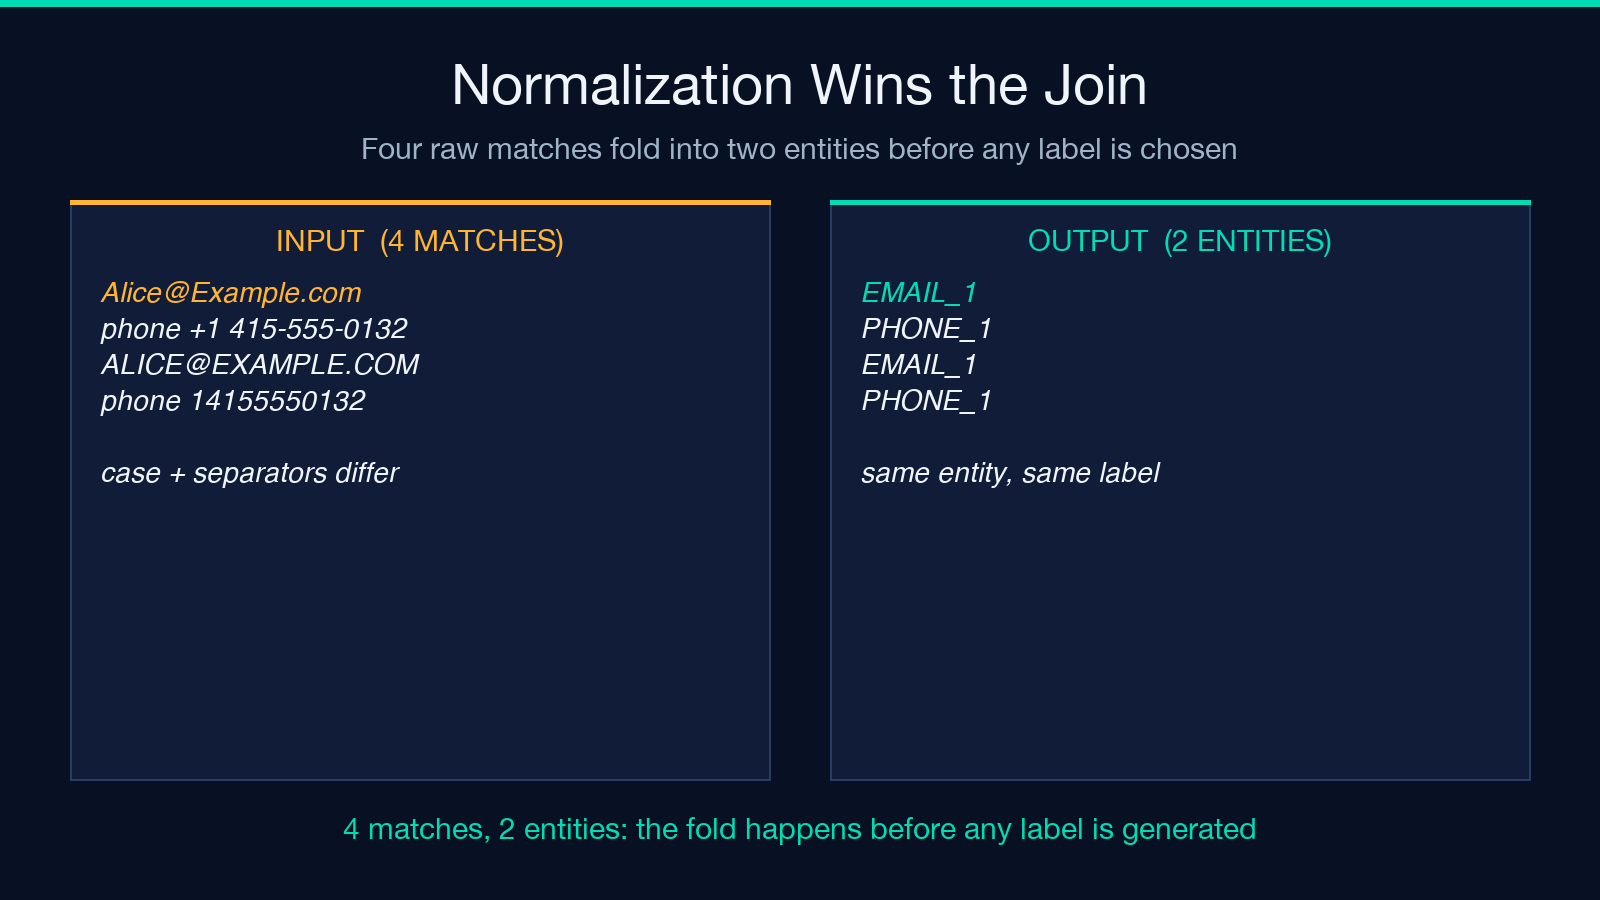 Normalization Wins the Join
Four raw matches fold into two entities before any label is chosen
INPUT (4 MATCHES)
Alice@Example.com
phone +1 415-555-0132
ALICE@EXAMPLE.COM
phone 14155550132
case + separators differ
OUTPUT (2 ENTITIES)
EMAIL_1
PHONE_1
EMAIL_1
PHONE_1
same entity, same label
4 matches, 2 entities: the fold happens before any label is generated